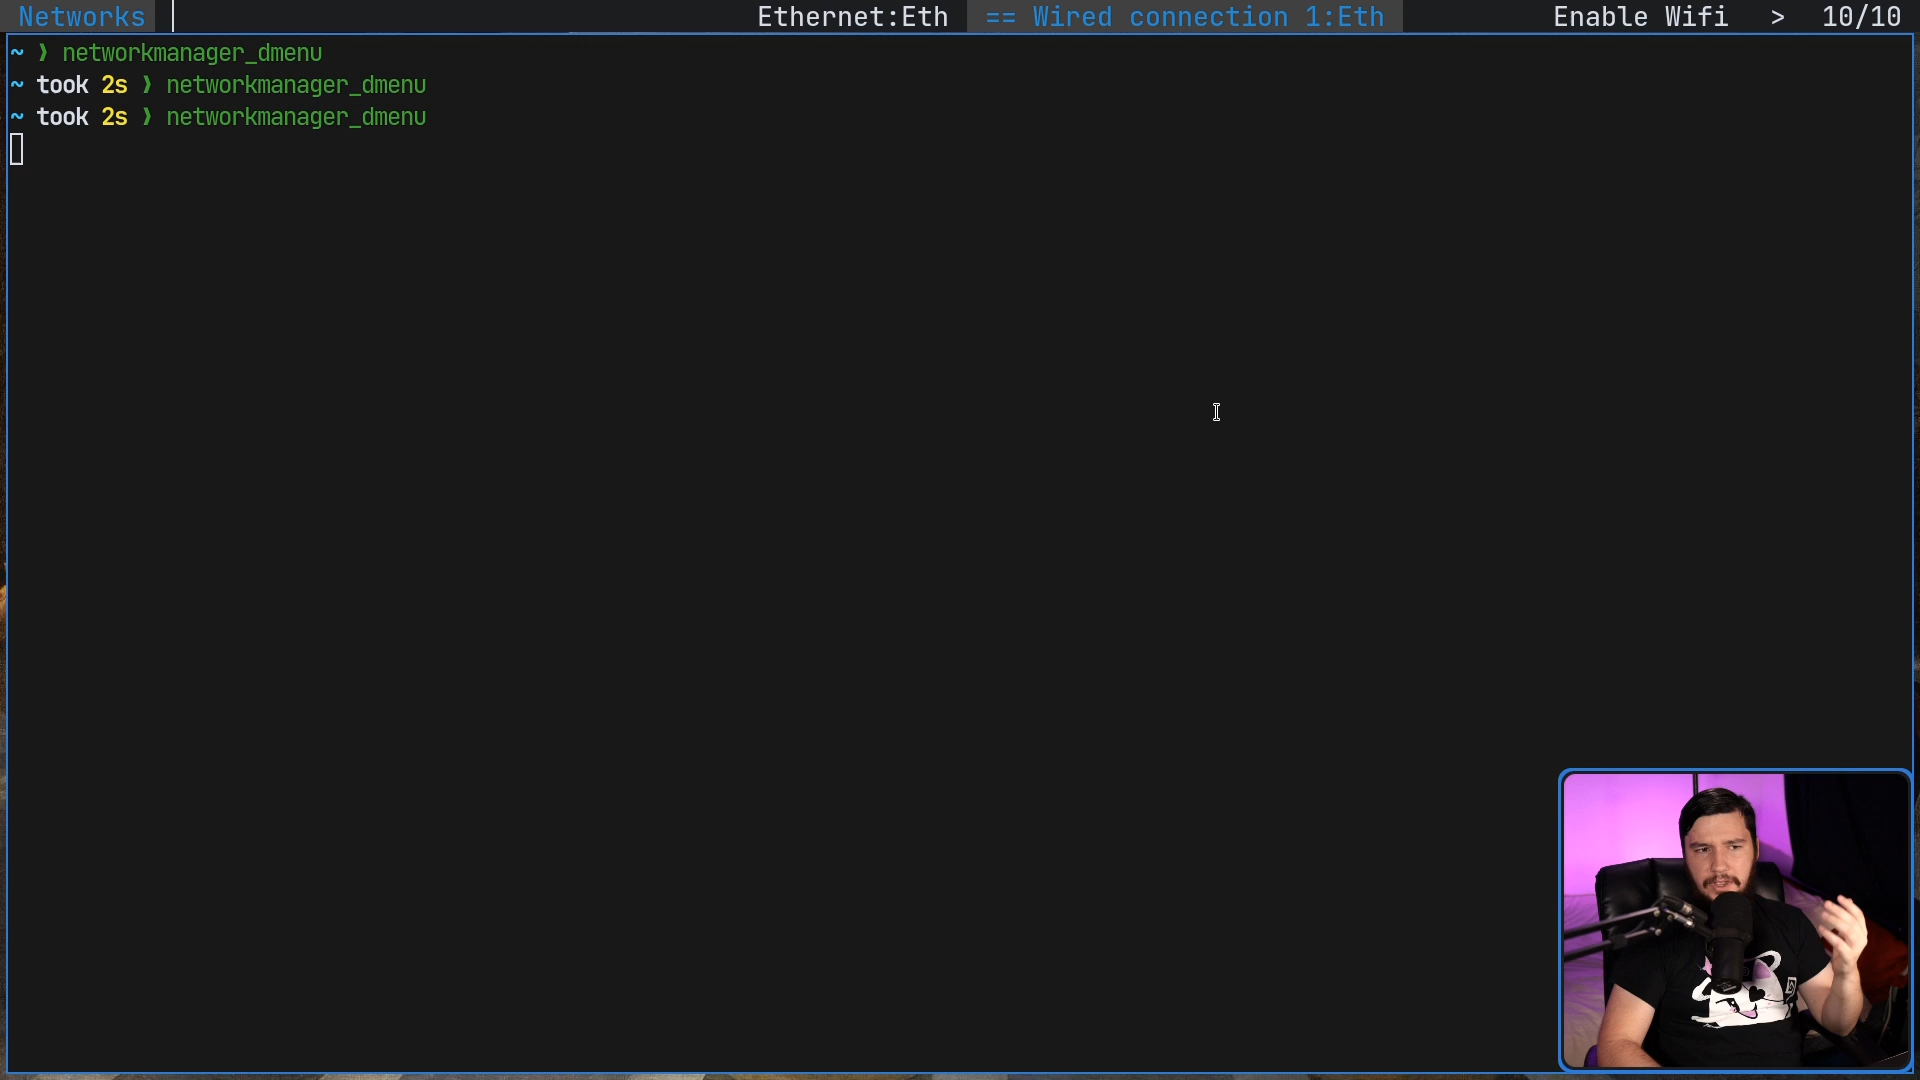 Networks Ethernet:Eth == Wired connection 1:Eth Enable Wifi > 10/10
~ ❯ networkmanager_dmenu
~ took 2s ❯ networkmanager_dmenu
~ took 2s ❯ networkmanager_dmenu